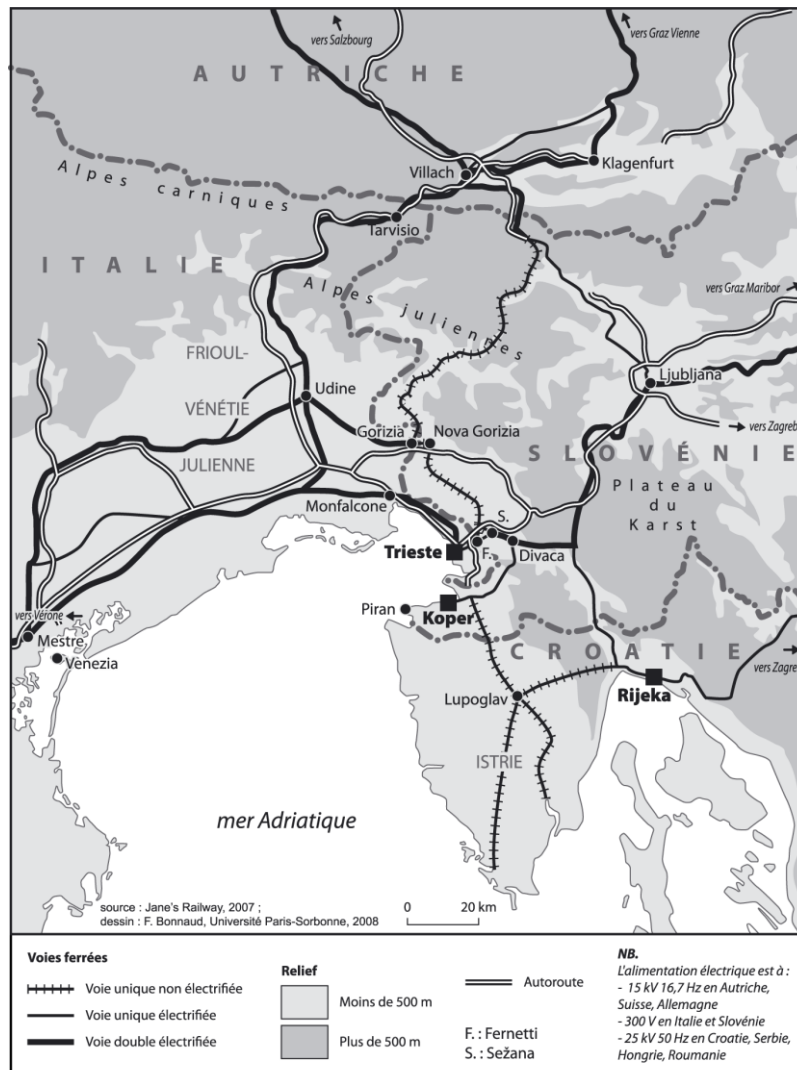 vers Salzbourg
vers Graz Vienne
AUTRICHE
Villach
Klagenfurt
Alpes carniques
Tarvisio
ITALIE
Alpes juliennes
vers Graz Maribor
FRIOUL-
VÉNÉTIE
JULIENNE
Udine
Ljubljana
Gorizia
Nova Gorizia
vers Zagreb
SLOVÉNIE
Plateau
du
Karst
Monfalcone
S.
Trieste
F.
Divaca
Piran
Koper
vers Vérone
Mestre
Venezia
CROATIE
vers Zagreb
Lupoglav
Rijeka
ISTRIE
mer Adriatique
source : Jane's Railway, 2007 ;
dessin : F. Bonnaud, Université Paris-Sorbonne, 2008
0 20 km
Voies ferrées
Voie unique non électrifiée
Voie unique électrifiée
Voie double électrifiée
Relief
Moins de 500 m
Plus de 500 m
Autoroute
F. : Fernetti
S. : Sežana
NB.
L'alimentation électrique est à :
- 15 kV 16,7 Hz en Autriche,
Suisse, Allemagne
- 300 V en Italie et Slovénie
- 25 kV 50 Hz en Croatie, Serbie,
Hongrie, Roumanie